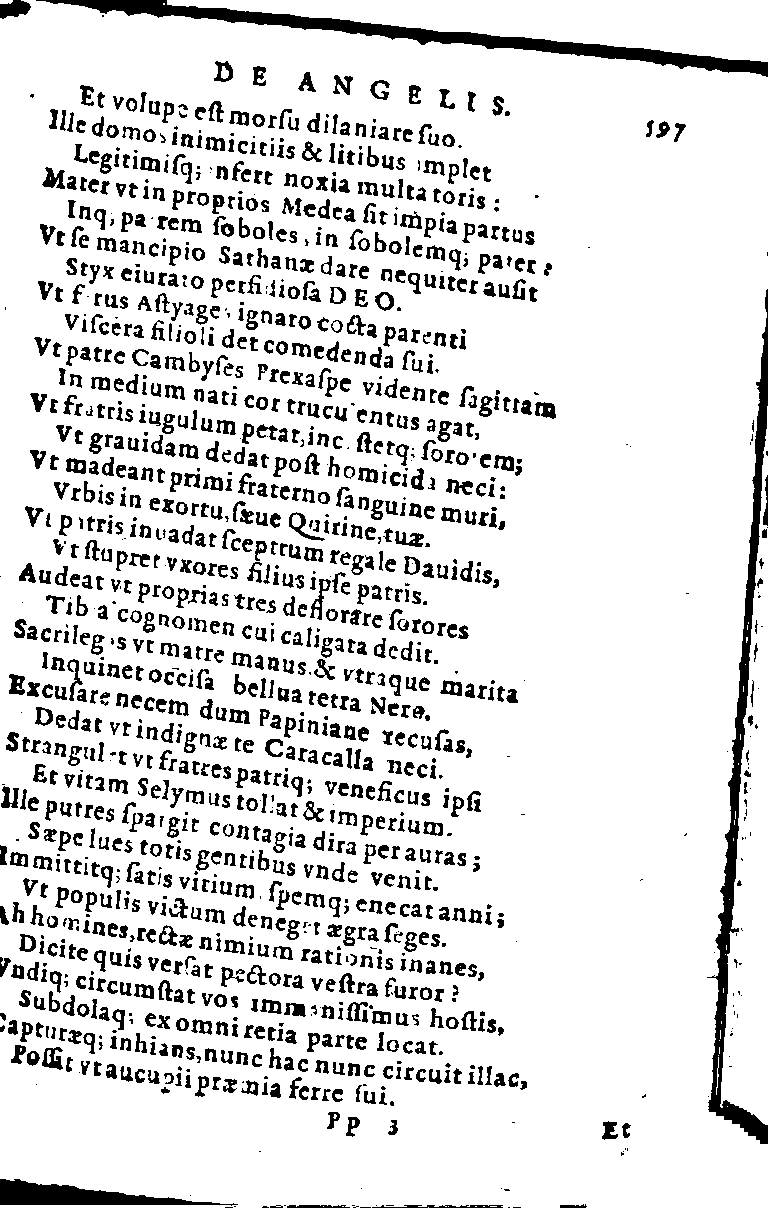 DE ANGELIS.
597
Et volupe eſt morſu dilaniare ſuo.
Ille domos inimicitiis & litibus implet
Legitimiſq; infert noxia multa toris :
Mater vt in proprios Medea ſit impia partus
Inq; parem ſoboles, in ſobolemq; pater ?
Vt ſe mancipio Sathanæ dare nequiter auſit
Styx eiurato perfidioſa DEO.
Vt ferus Aſtyages ignaro cocta parenti
Viſcera filioli det comedenda ſui.
Vt patre Cambyſes Prexaſpe vidente ſagittam
In medium nati cor truculentus agat,
Vt fratris iugulum petat, inceſtetq; ſororem;
Vt grauidam dedat poſt homicida neci:
Vt madeant primi fraterno ſanguine muri,
Vrbis in exortu, ſæue Quirine, tuæ.
Vt patris inuadat ſceptrum regale Dauidis,
Vt ſtupret vxores filius ipſe patris.
Audeat vt proprias tres deflorare ſorores
Tibi a cognomen cui caligata dedit.
Sacrilegas vt matre manus & vtraque marita
Inquinet occiſa bellua tetra Nero.
Excuſare necem dum Papiniane recuſas,
Dedat vt indignæ te Caracalla neci.
Strangulet vt fratres patriq; veneficus ipſi
Et vitam Selymus tollat & imperium.
Ille putres ſpargit contagia dira per auras ;
Sæpe lues totis gentibus vnde venit.
Immittitq; ſatis vitium ſpemq; enecat anni;
Vt populis victum deneget ægra ſeges.
Ah homines, rectæ nimium rationis inanes,
Dicite quis verſat pectora veſtra furor ?
Vndiq; circumſtat vos immaniſſimus hoſtis,
Subdolaq; ex omni retia parte locat.
Capturæq; inhians, nunc hac nunc circuit illac,
Poſſit vt aucupii præmia ferre ſui.
Pp 3
Et